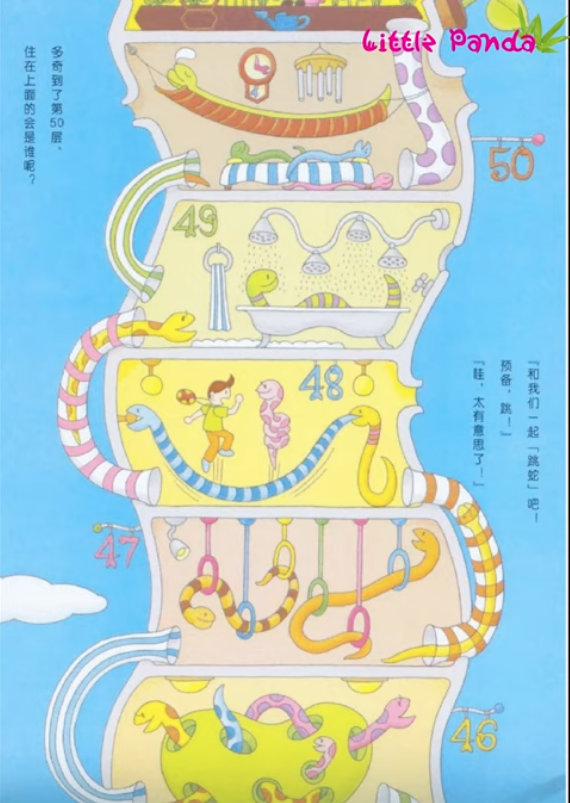 Little Panda
多奇到了第50层、
住在上面的会是谁呢？
50
49
48
『和我们一起「跳蛇」吧！
预备，跳！』
『哇，太有意思了！』
47
46